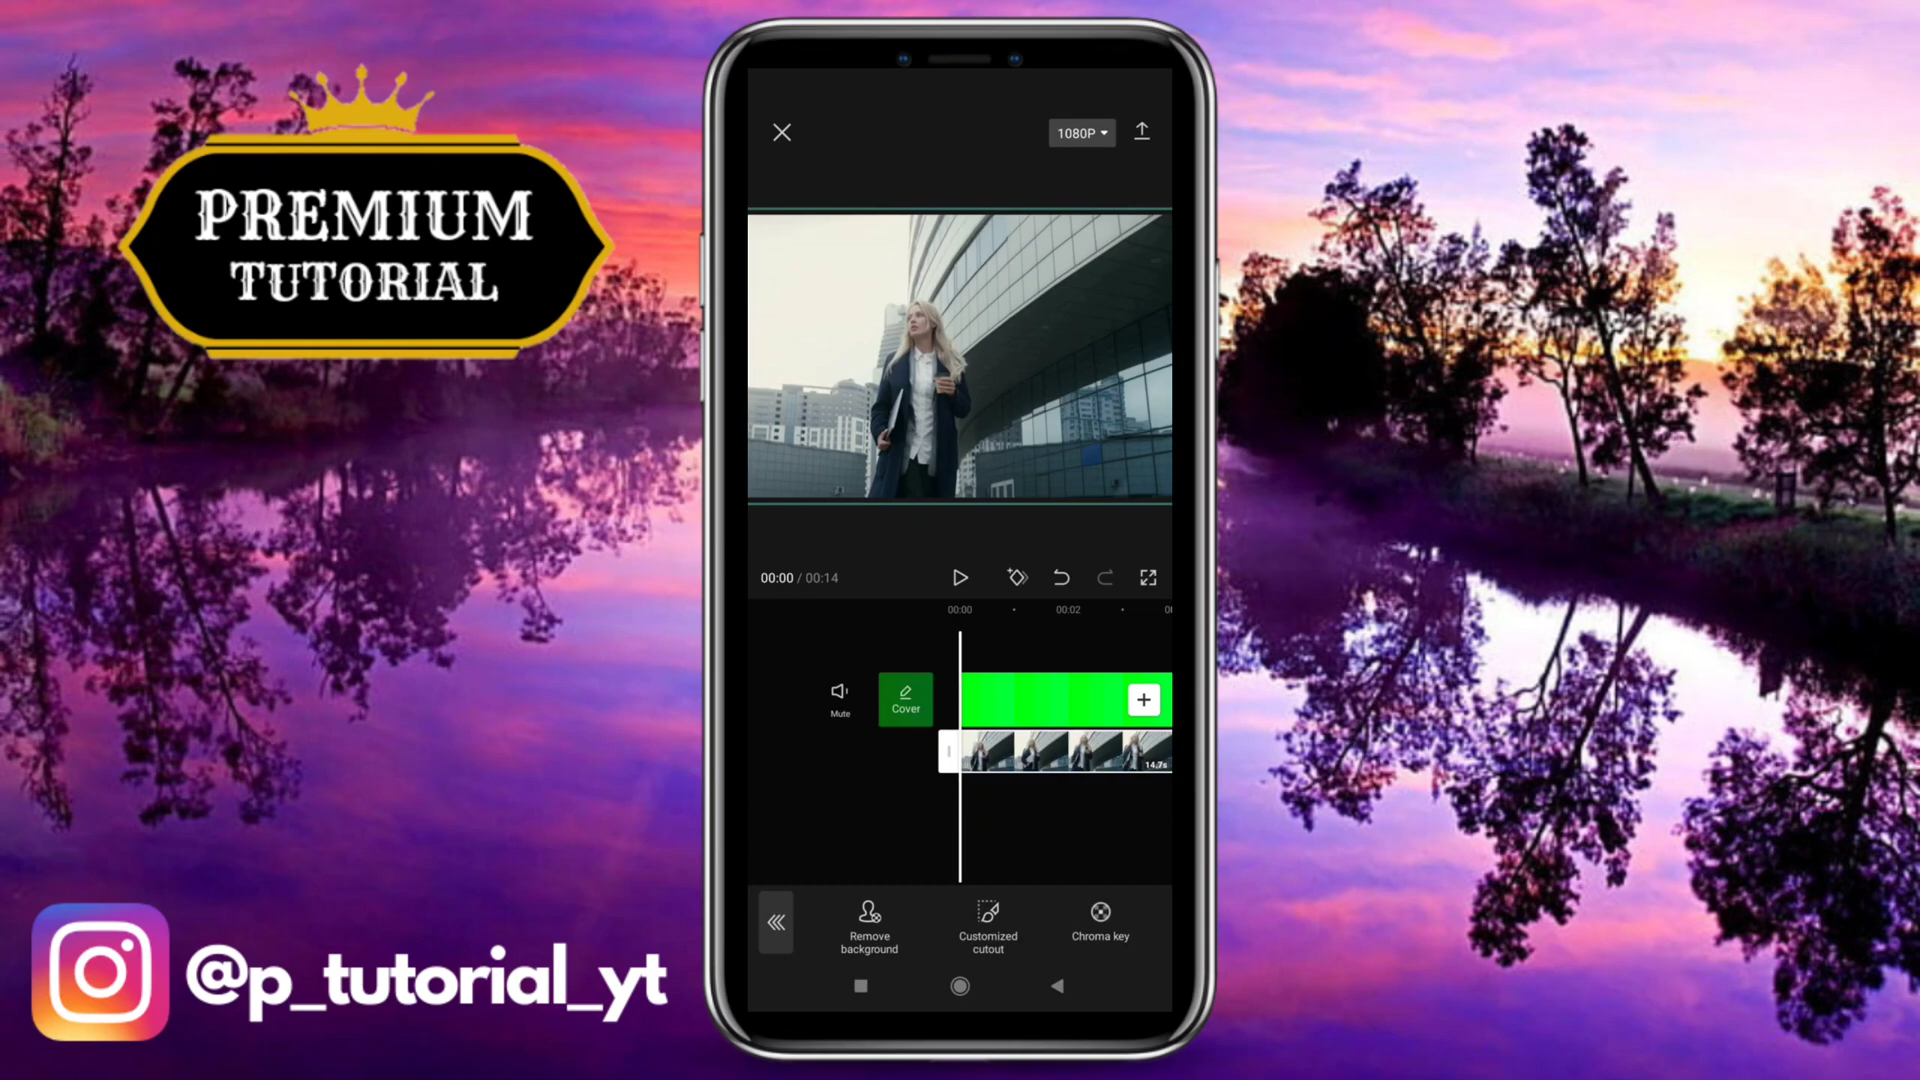 PREMIUM
TUTORIAL
1080P
00:00 / 00:14
00:00
00:02
Mute
Cover
14.7s
Remove
background
Customized
cutout
Chroma key
@p_tutorial_yt